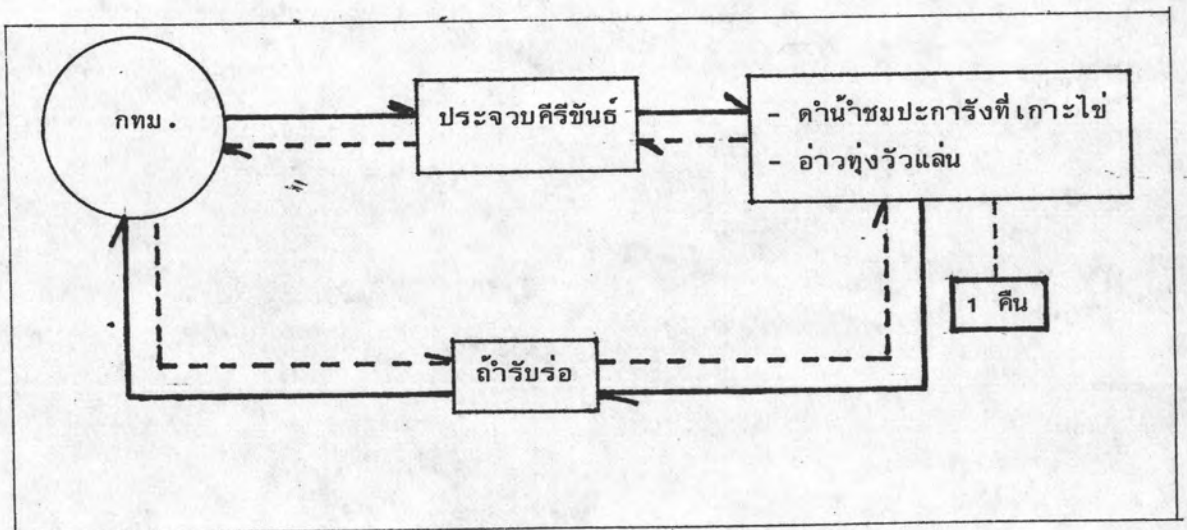 กทม.
ประจวบคีรีขันธ์
- ดำน้ำชมปะการังที่เกาะไข่
- อ่าวทุ่งวัวแล่น
1 คืน
ถ้ำรับร่อ